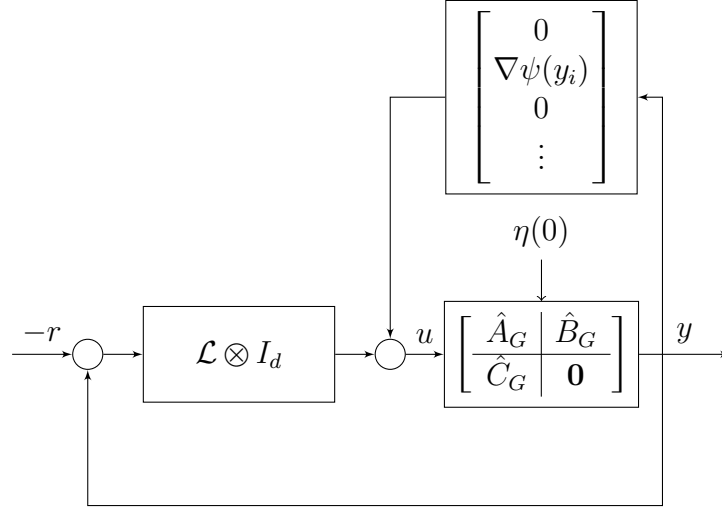 0
∇ψ(y_i)
0
⋮
η(0)
−r
𝓛 ⊗ I_d
u
Â_G B̂_G
Ĉ_G 𝟎
y